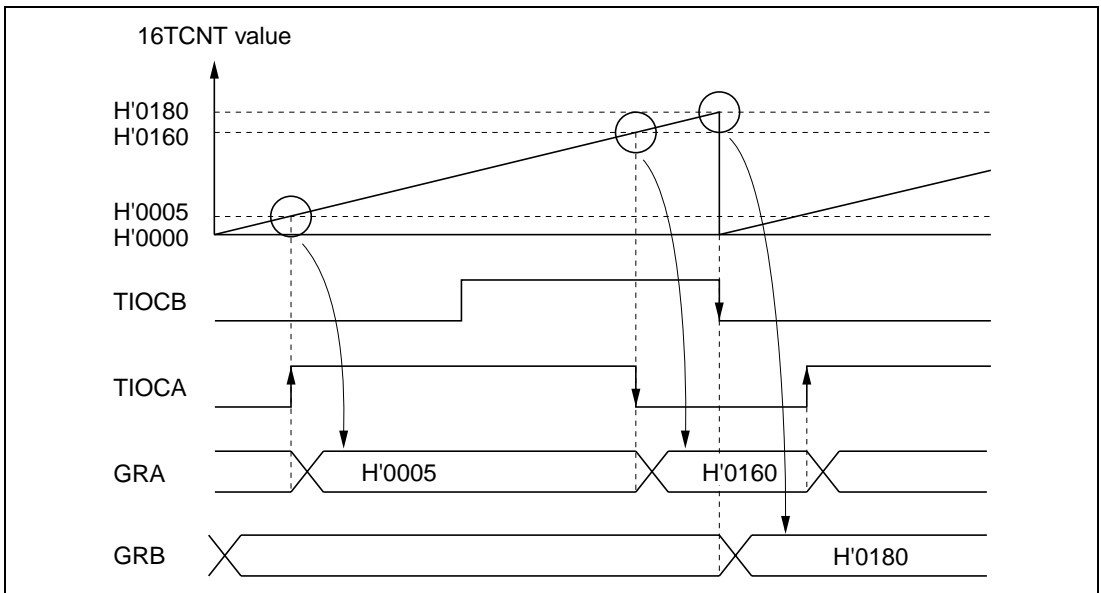 16TCNT value
H'0180
H'0160
H'0005
H'0000
TIOCB
TIOCA
GRA
H'0005
H'0160
GRB
H'0180